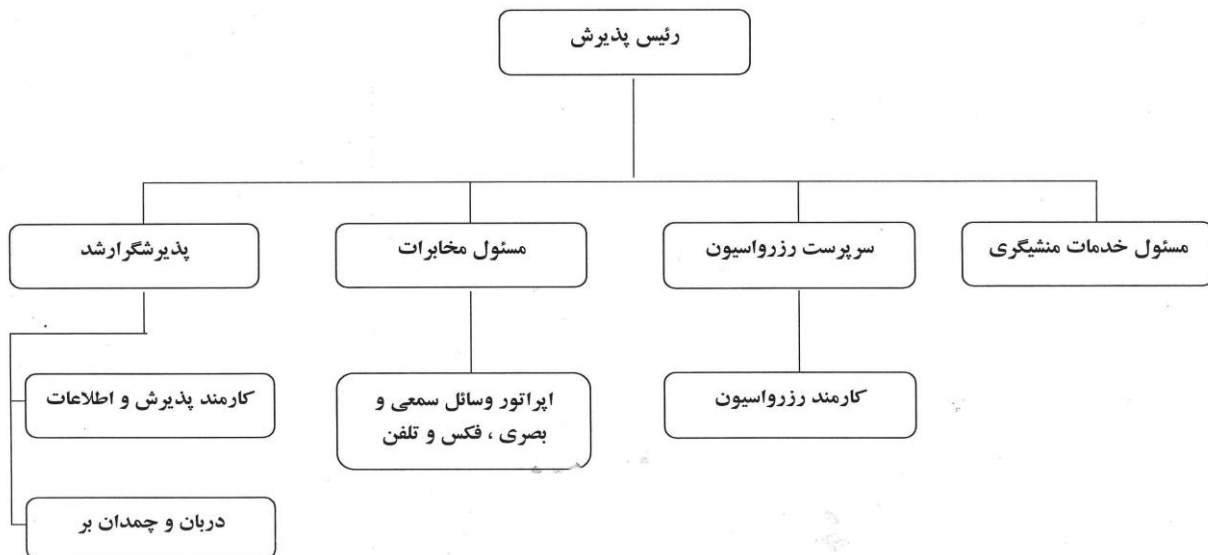 رئیس پذیرش
مسئول خدمات منشیگری
سرپرست رزرواسیون
مسئول مخابرات
پذیرشگرارشد
کارمند رزرواسیون
اپراتور وسائل سمعی و
بصری ، فکس و تلفن
کارمند پذیرش و اطلاعات
دربان و چمدان بر